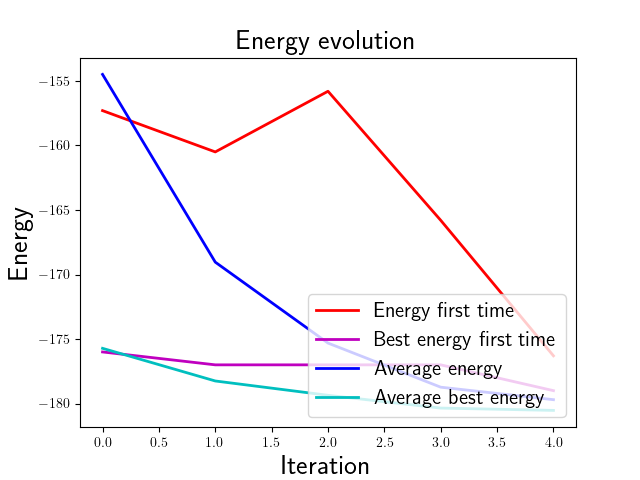 Energy evolution
Energy
−155
−160
−165
−170
−175
−180
Energy first time
Best energy first time
Average energy
Average best energy
0.0 0.5 1.0 1.5 2.0 2.5 3.0 3.5 4.0
Iteration